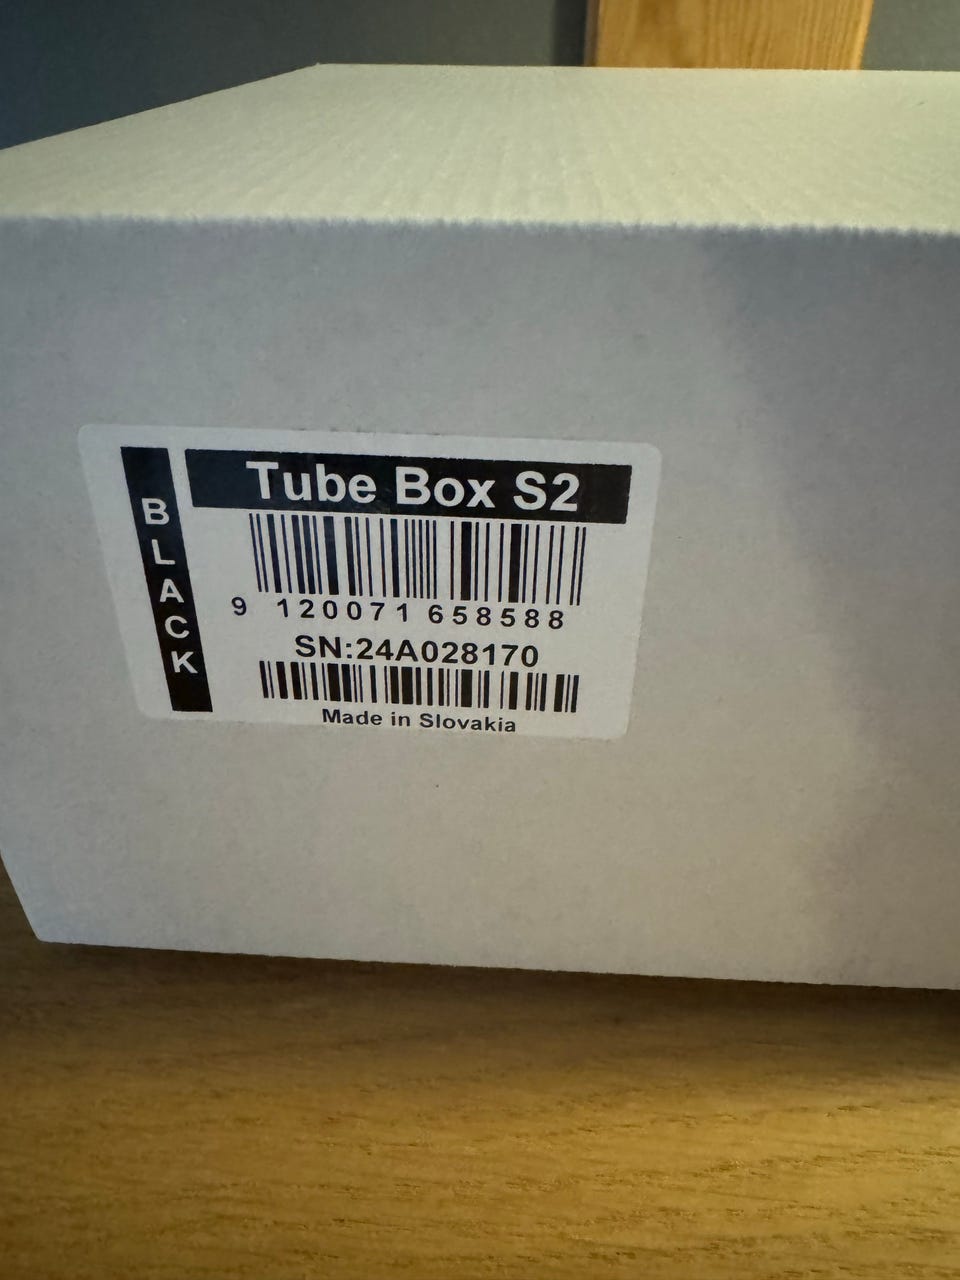 BLACK
Tube Box S2
9 120071 658588
SN:24A028170
Made in Slovakia